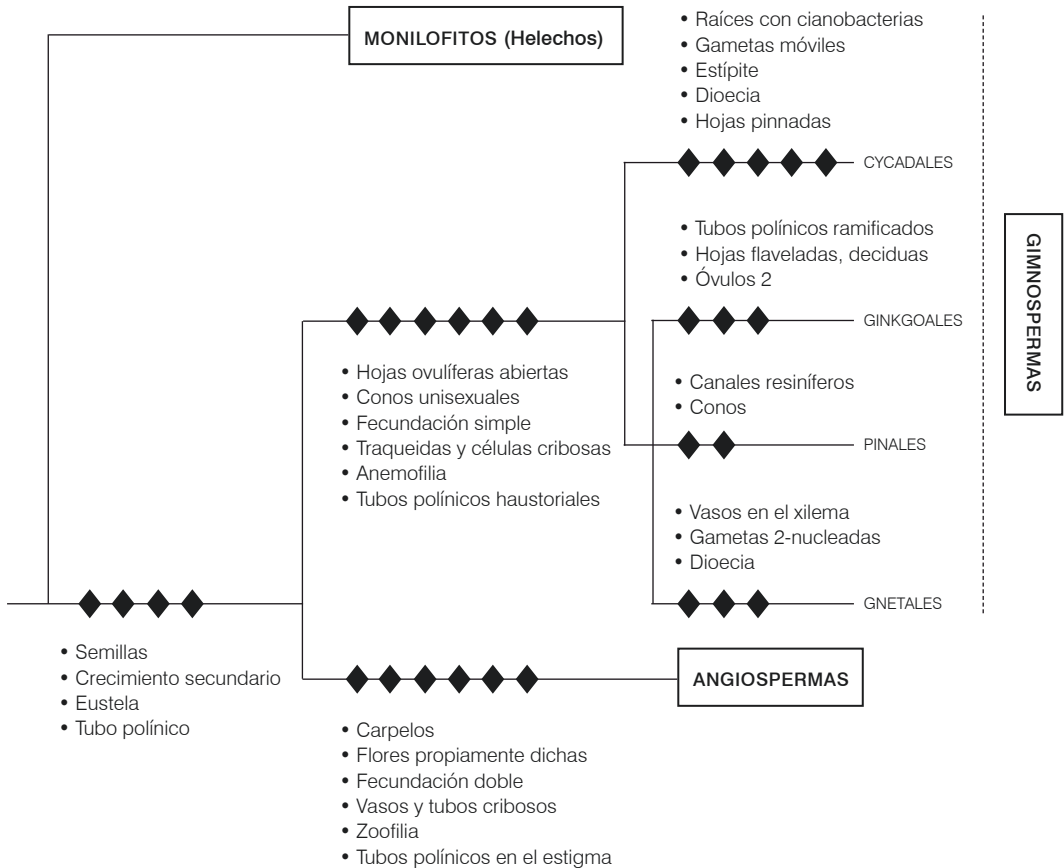 MONILOFITOS (Helechos)
• Raíces con cianobacterias
• Gametas móviles
• Estípite
• Dioecia
• Hojas pinnadas
CYCADALES
• Tubos polínicos ramificados
• Hojas flaveladas, deciduas
• Óvulos 2
GINKGOALES
GIMNOSPERMAS
• Hojas ovulíferas abiertas
• Conos unisexuales
• Fecundación simple
• Traqueidas y células cribosas
• Anemofilia
• Tubos polínicos haustoriales
• Canales resiníferos
• Conos
PINALES
• Vasos en el xilema
• Gametas 2-nucleadas
• Dioecia
GNETALES
• Semillas
• Crecimiento secundario
• Eustela
• Tubo polínico
ANGIOSPERMAS
• Carpelos
• Flores propiamente dichas
• Fecundación doble
• Vasos y tubos cribosos
• Zoofilia
• Tubos polínicos en el estigma